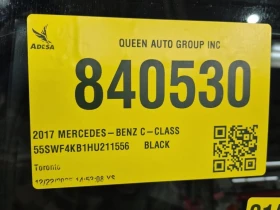 ADESA
QUEEN AUTO GROUP INC
840530
2017 MERCEDES-BENZ C-CLASS
55SWF4KB1HU211556 BLACK
Toronto